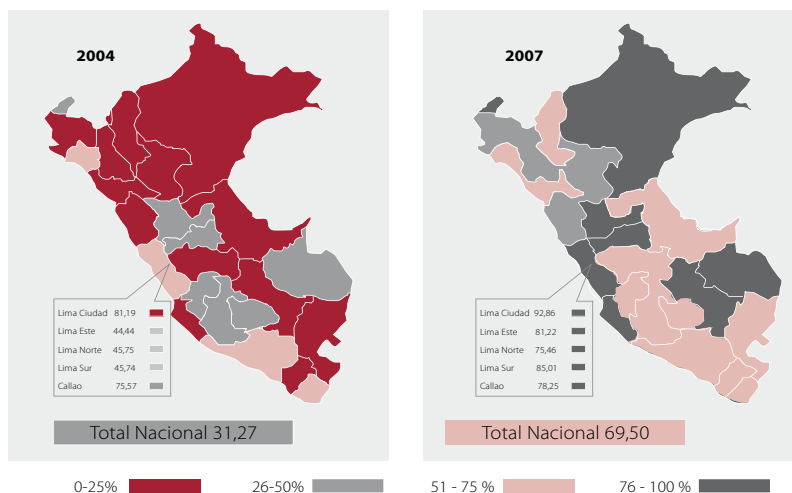 2004
Lima Ciudad 81,19
Lima Este 44,44
Lima Norte 45,75
Lima Sur 45,74
Callao 75,57
Total Nacional 31,27
2007
Lima Ciudad 92,86
Lima Este 81,22
Lima Norte 75,46
Lima Sur 85,01
Callao 78,25
Total Nacional 69,50
0-25% 26-50% 51 - 75 % 76 - 100 %